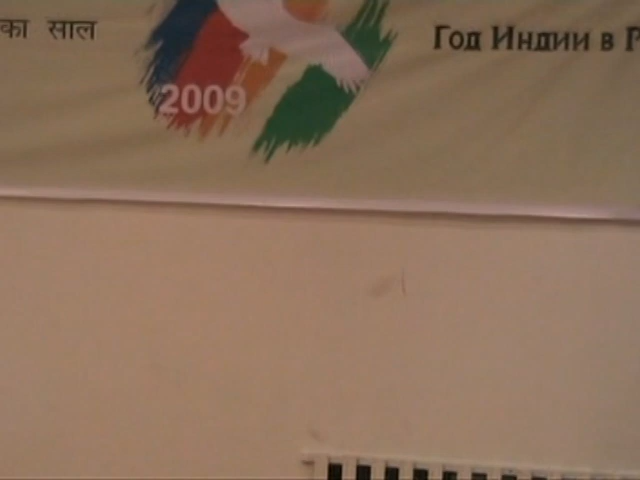 का साल
2009
Год Индии в Р